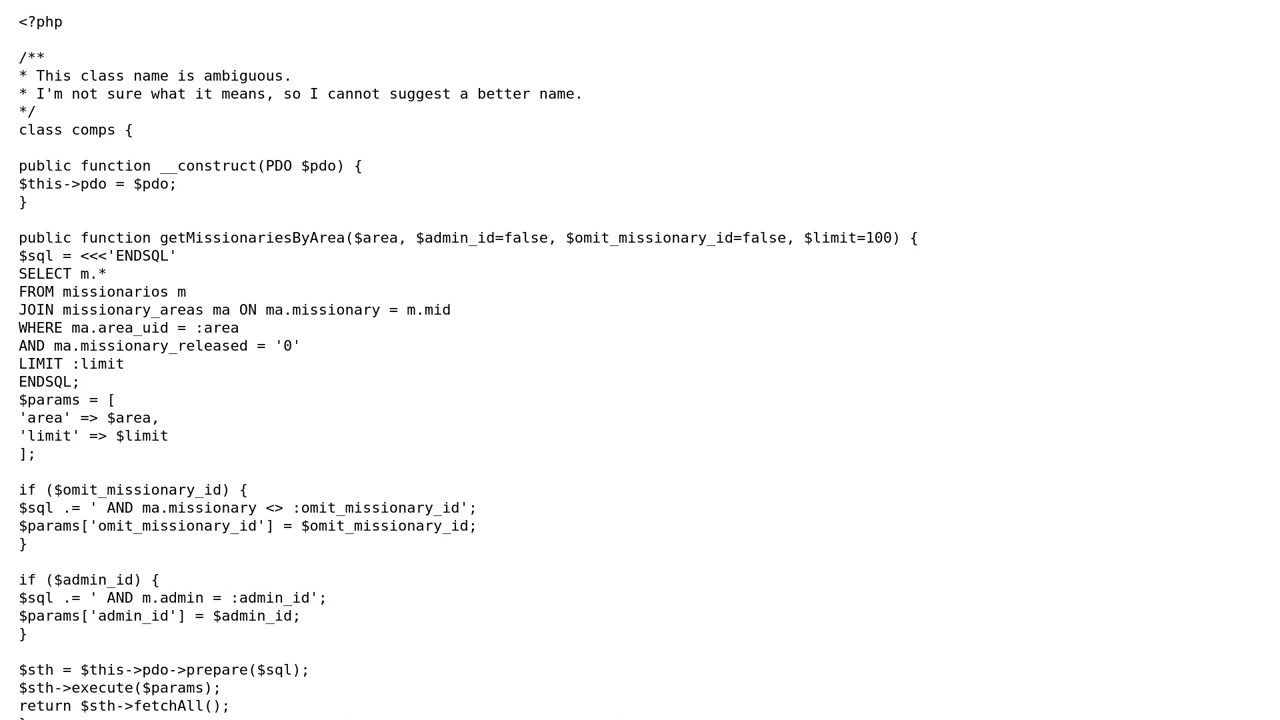 <?php
/**
* This class name is ambiguous.
* I'm not sure what it means, so I cannot suggest a better name.
*/
class comps {
public function __construct(PDO $pdo) {
$this->pdo = $pdo;
}
public function getMissionariesByArea($area, $admin_id=false, $omit_missionary_id=false, $limit=100) {
$sql = <<<'ENDSQL'
SELECT m.*
FROM missionarios m
JOIN missionary_areas ma ON ma.missionary = m.mid
WHERE ma.area_uid = :area
AND ma.missionary_released = '0'
LIMIT :limit
ENDSQL;
$params = [
'area' => $area,
'limit' => $limit
];
if ($omit_missionary_id) {
$sql .= ' AND ma.missionary <> :omit_missionary_id';
$params['omit_missionary_id'] = $omit_missionary_id;
}
if ($admin_id) {
$sql .= ' AND m.admin = :admin_id';
$params['admin_id'] = $admin_id;
}
$sth = $this->pdo->prepare($sql);
$sth->execute($params);
return $sth->fetchAll();
}